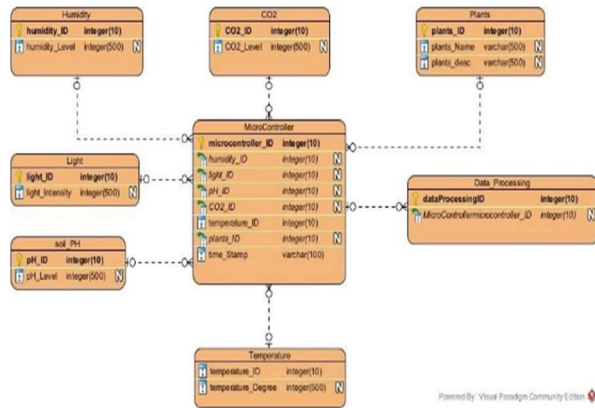 Humidity
humidity_ID integer(10)
humidity_Level integer(500) N
CO2
CO2_ID integer(10)
CO2_Level integer(500) N
Plants
plants_ID integer(10)
plants_Name varchar(500) N
plants_desc varchar(500) N
MicroController
microcontroller_ID integer(10)
humidity_ID integer(10) N
light_ID integer(10) N
pH_ID integer(10) N
CO2_ID integer(10) N
temperature_ID integer(10)
plants_ID integer(10) N
time_Stamp varchar(100)
Light
light_ID integer(10)
light_Intensity integer(500) N
Data_Processing
dataProcessingID integer(10)
MicroControllermicrocontroller_ID integer(10) N
soil_PH
pH_ID integer(10)
pH_Level integer(500) N
Temperature
temperature_ID integer(10)
temperature_Degree integer(500) N
Powered By Visual Paradigm Community Edition